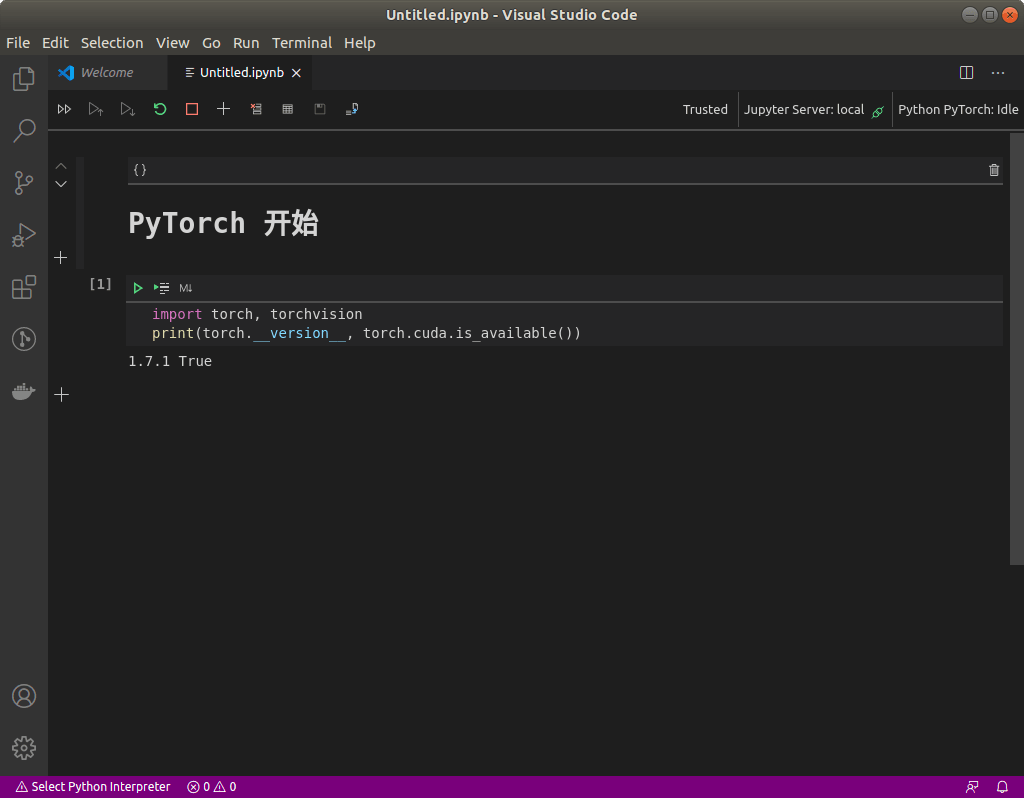 Untitled.ipynb - Visual Studio Code
File Edit Selection View Go Run Terminal Help
Welcome
Untitled.ipynb
Trusted
Jupyter Server: local
Python PyTorch: Idle
{}
PyTorch 开始
[1]
M↓
import torch, torchvision
print(torch.__version__, torch.cuda.is_available())
1.7.1 True
Select Python Interpreter
0
0